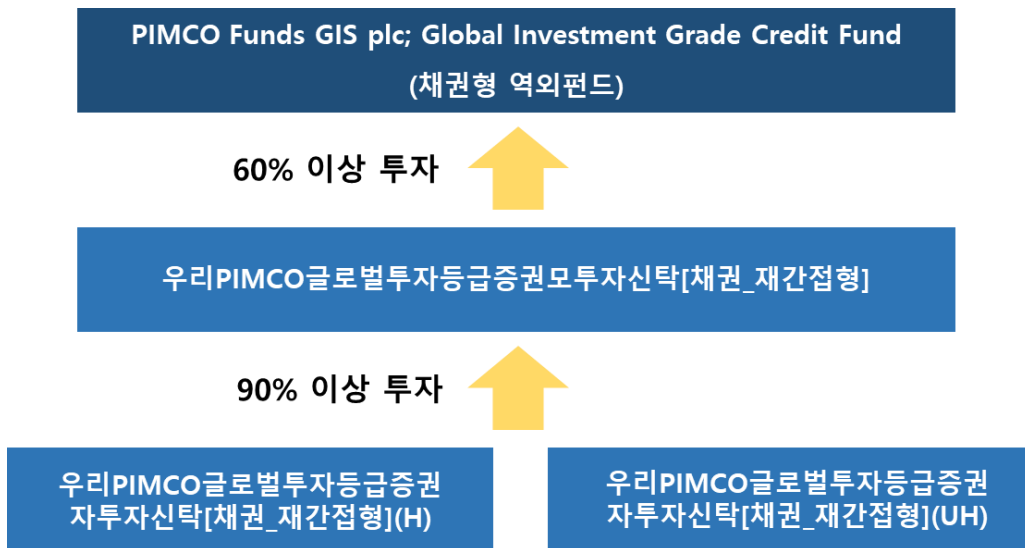 PIMCO Funds GIS plc; Global Investment Grade Credit Fund
(채권형 역외펀드)
60% 이상 투자
우리PIMCO글로벌투자등급증권모투자신탁[채권_재간접형]
90% 이상 투자
우리PIMCO글로벌투자등급증권
자투자신탁[채권_재간접형](H)
우리PIMCO글로벌투자등급증권
자투자신탁[채권_재간접형](UH)